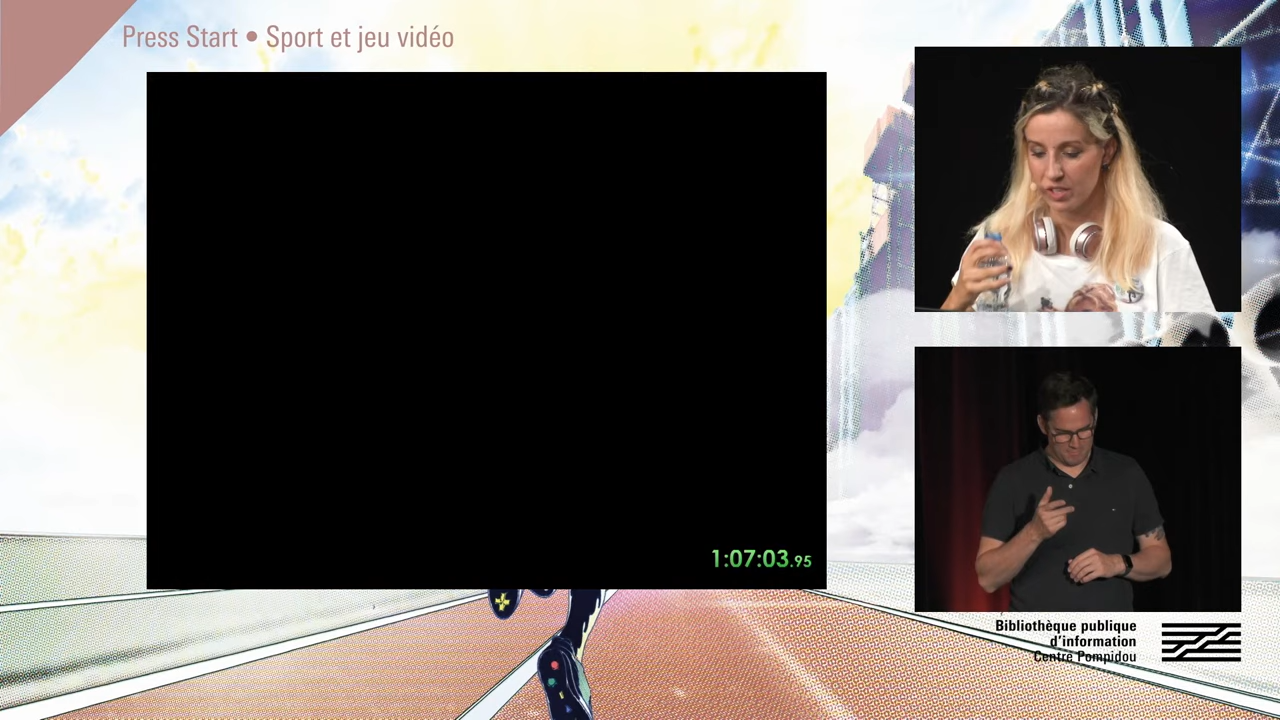 Press Start • Sport et jeu vidéo
1:07:03.95
Bibliothèque publique
d'information
Centre Pompidou